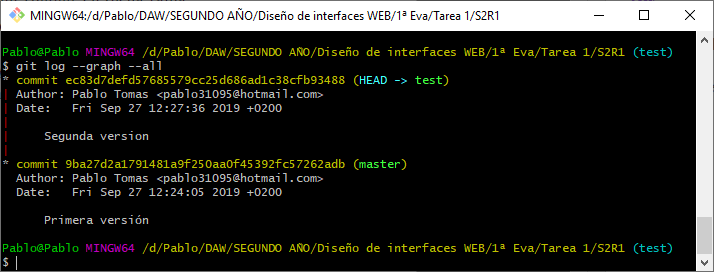 MINGW64:/d/Pablo/DAW/SEGUNDO AÑO/Diseño de interfaces WEB/1ª Eva/Tarea 1/S2R1
Pablo@Pablo MINGW64 /d/Pablo/DAW/SEGUNDO AÑO/Diseño de interfaces WEB/1ª Eva/Tarea 1/S2R1 (test)
$ git log --graph --all
* commit ec83d7defd57685579cc25d686ad1c38cfb93488 (HEAD -> test)
| Author: Pablo Tomas <pablo31095@hotmail.com>
| Date:   Fri Sep 27 12:27:36 2019 +0200
|
|     Segunda version
|
* commit 9ba27d2a1791481a9f250aa0f45392fc57262adb (master)
  Author: Pablo Tomas <pablo31095@hotmail.com>
  Date:   Fri Sep 27 12:24:05 2019 +0200

      Primera versión

Pablo@Pablo MINGW64 /d/Pablo/DAW/SEGUNDO AÑO/Diseño de interfaces WEB/1ª Eva/Tarea 1/S2R1 (test)
$